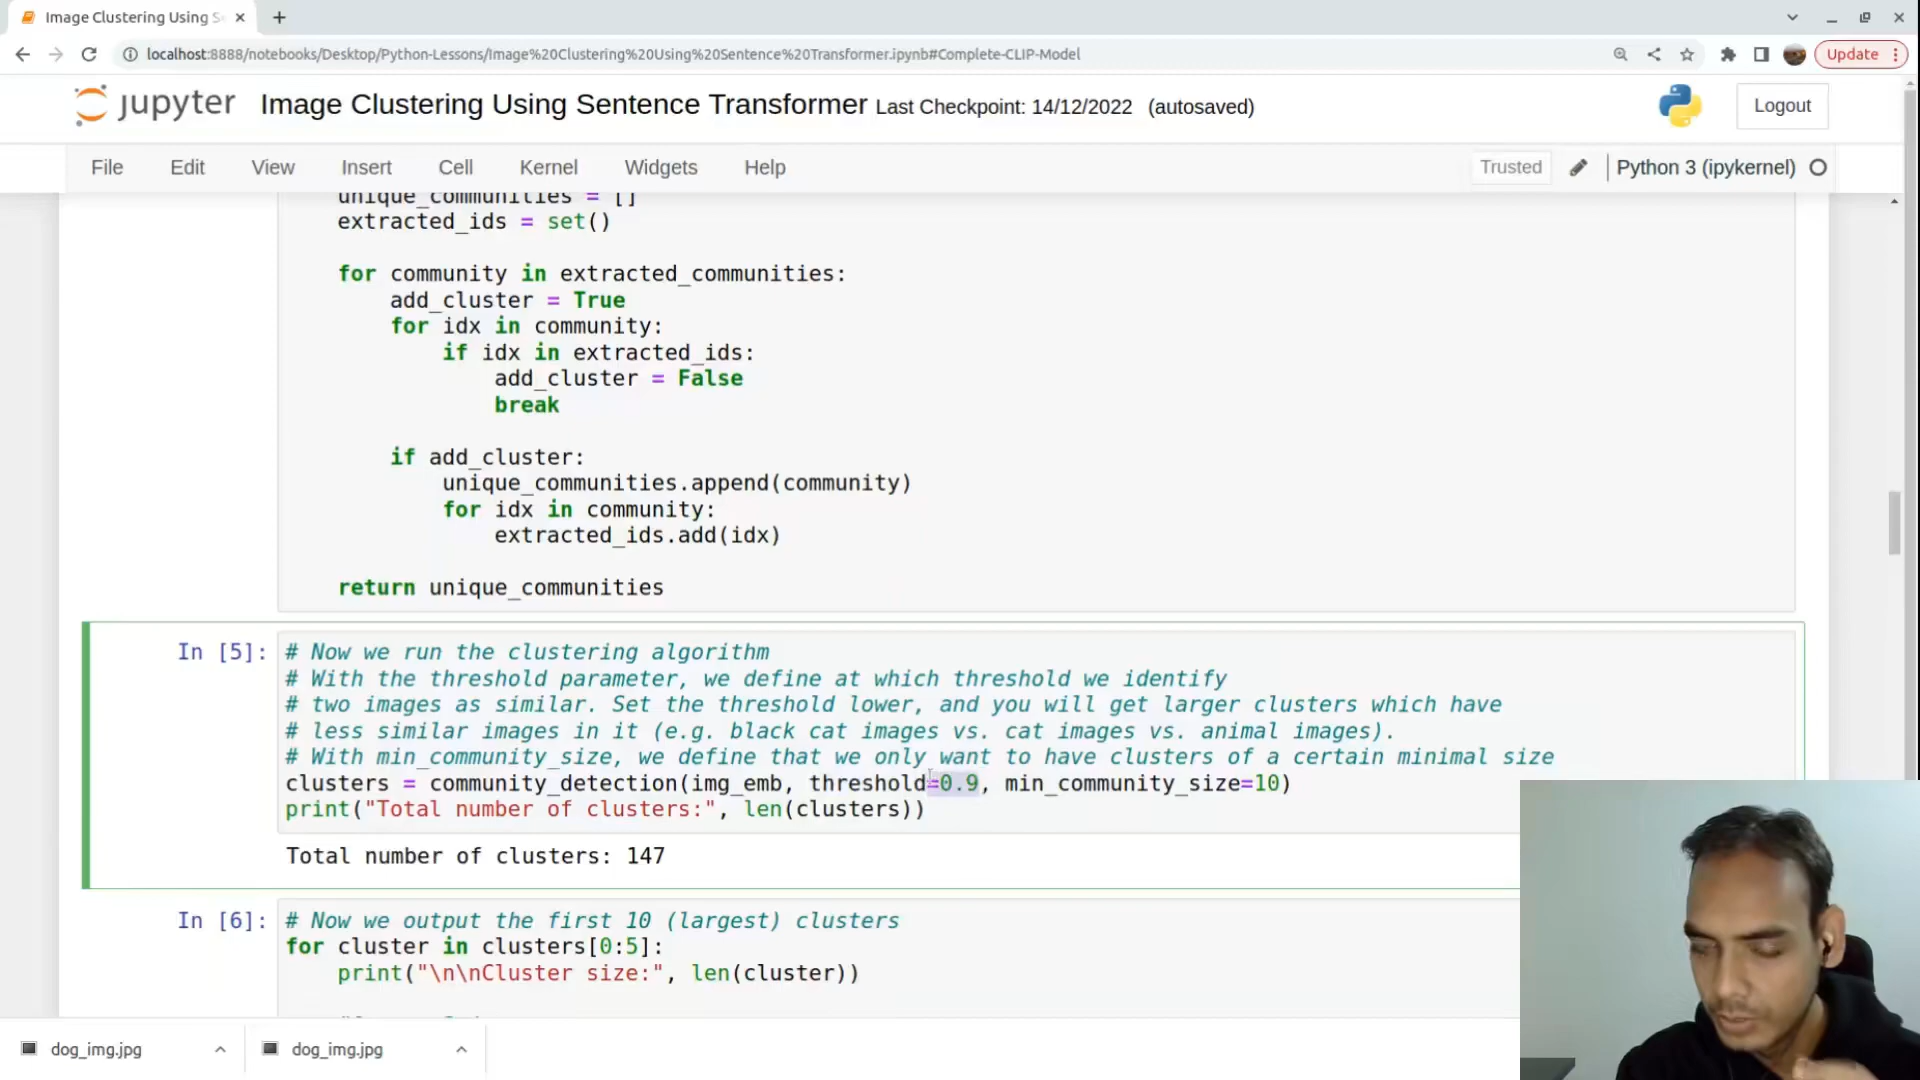 Image Clustering Using S
localhost:8888/notebooks/Desktop/Python-Lessons/Image%20Clustering%20Using%20Sentence%20Transformer.ipynb#Complete-CLIP-Model
Update
jupyter Image Clustering Using Sentence Transformer Last Checkpoint: 14/12/2022 (autosaved)
Logout
File Edit View Insert Cell Kernel Widgets Help
Trusted Python 3 (ipykernel)
unique_communities = []
extracted_ids = set()
for community in extracted_communities:
add_cluster = True
for idx in community:
if idx in extracted_ids:
add_cluster = False
break
if add_cluster:
unique_communities.append(community)
for idx in community:
extracted_ids.add(idx)
return unique_communities
In [5]:
# Now we run the clustering algorithm
# With the threshold parameter, we define at which threshold we identify
# two images as similar. Set the threshold lower, and you will get larger clusters which have
# less similar images in it (e.g. black cat images vs. cat images vs. animal images).
# With min_community_size, we define that we only want to have clusters of a certain minimal size
clusters = community_detection(img_emb, threshold=0.9, min_community_size=10)
print("Total number of clusters:", len(clusters))
Total number of clusters: 147
In [6]:
# Now we output the first 10 (largest) clusters
for cluster in clusters[0:5]:
print("\n\nCluster size:", len(cluster))
dog_img.jpg
dog_img.jpg